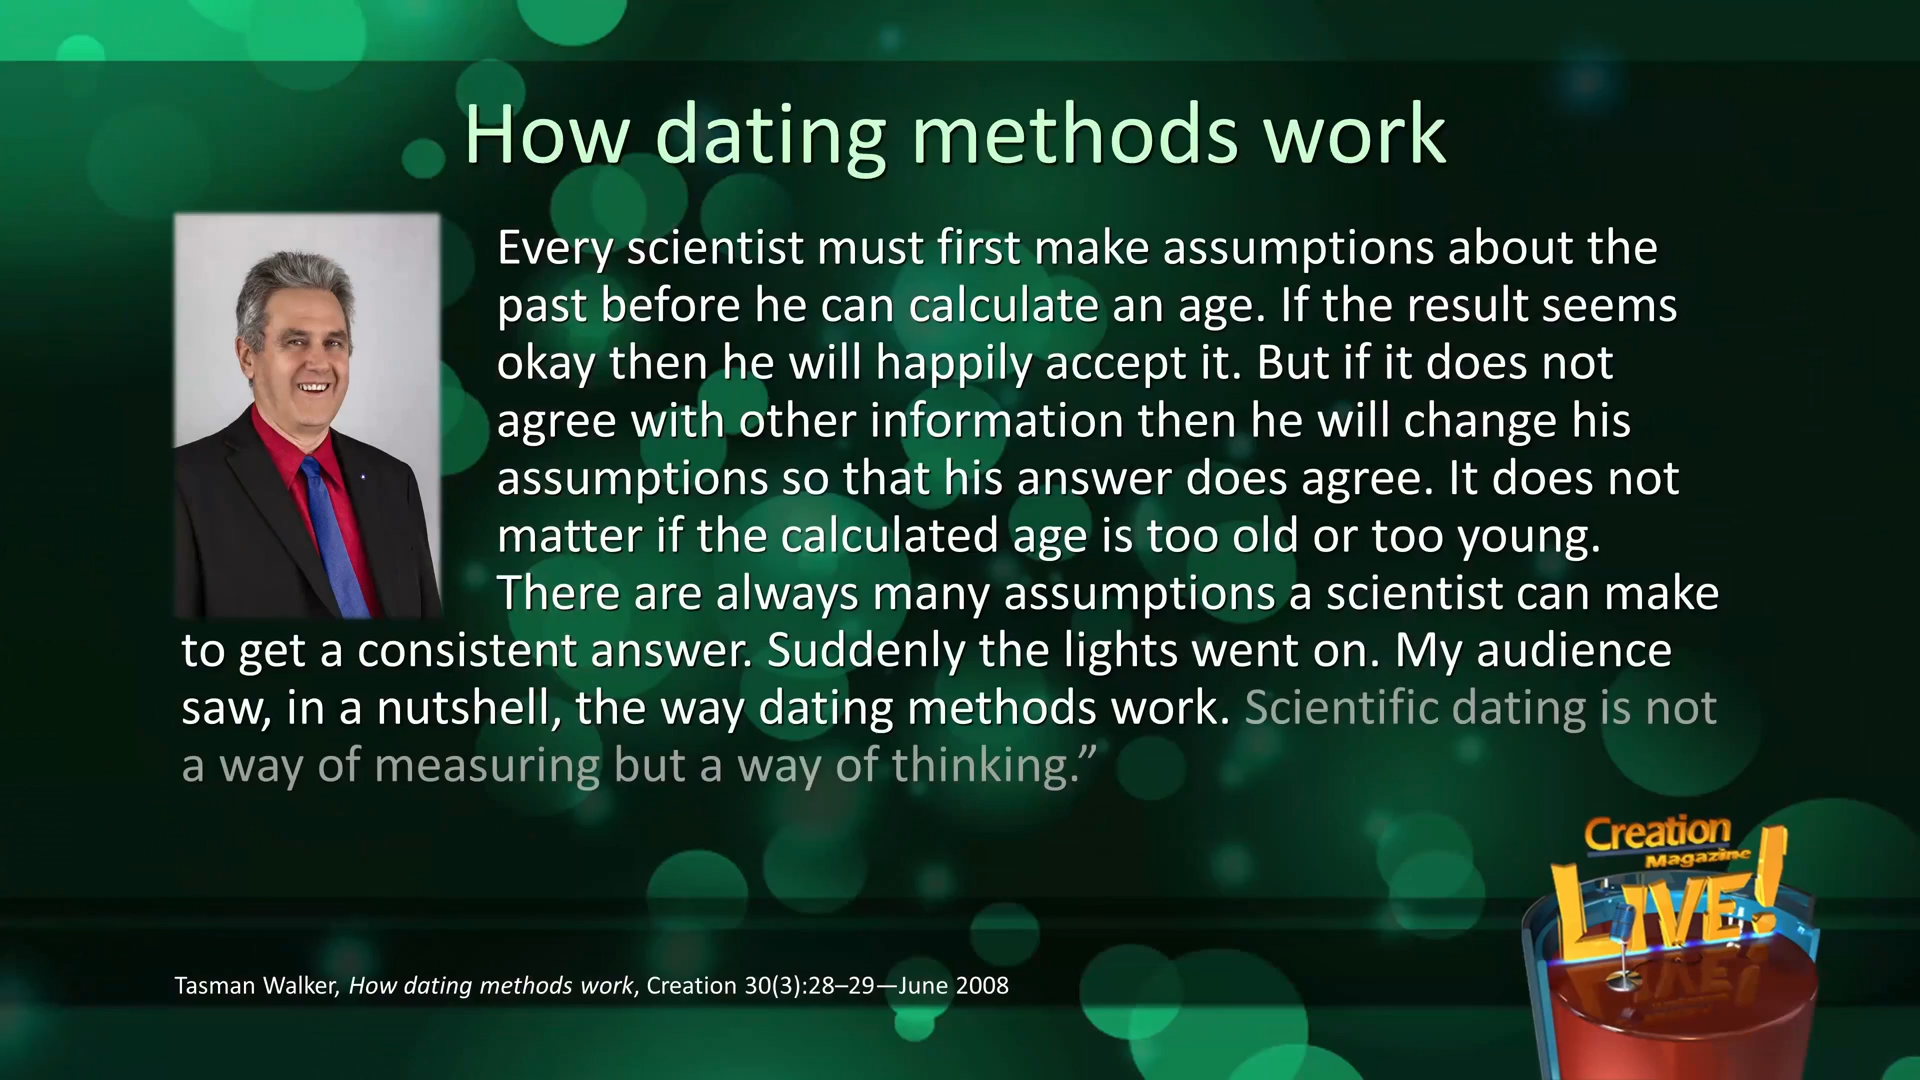 How dating methods work
Every scientist must first make assumptions about the
past before he can calculate an age. If the result seems
okay then he will happily accept it. But if it does not
agree with other information then he will change his
assumptions so that his answer does agree. It does not
matter if the calculated age is too old or too young.
There are always many assumptions a scientist can make
to get a consistent answer. Suddenly the lights went on. My audience
saw, in a nutshell, the way dating methods work. Scientific dating is not
a way of measuring but a way of thinking.”
Creation
Magazine
LIVE!
Tasman Walker, How dating methods work, Creation 30(3):28–29—June 2008